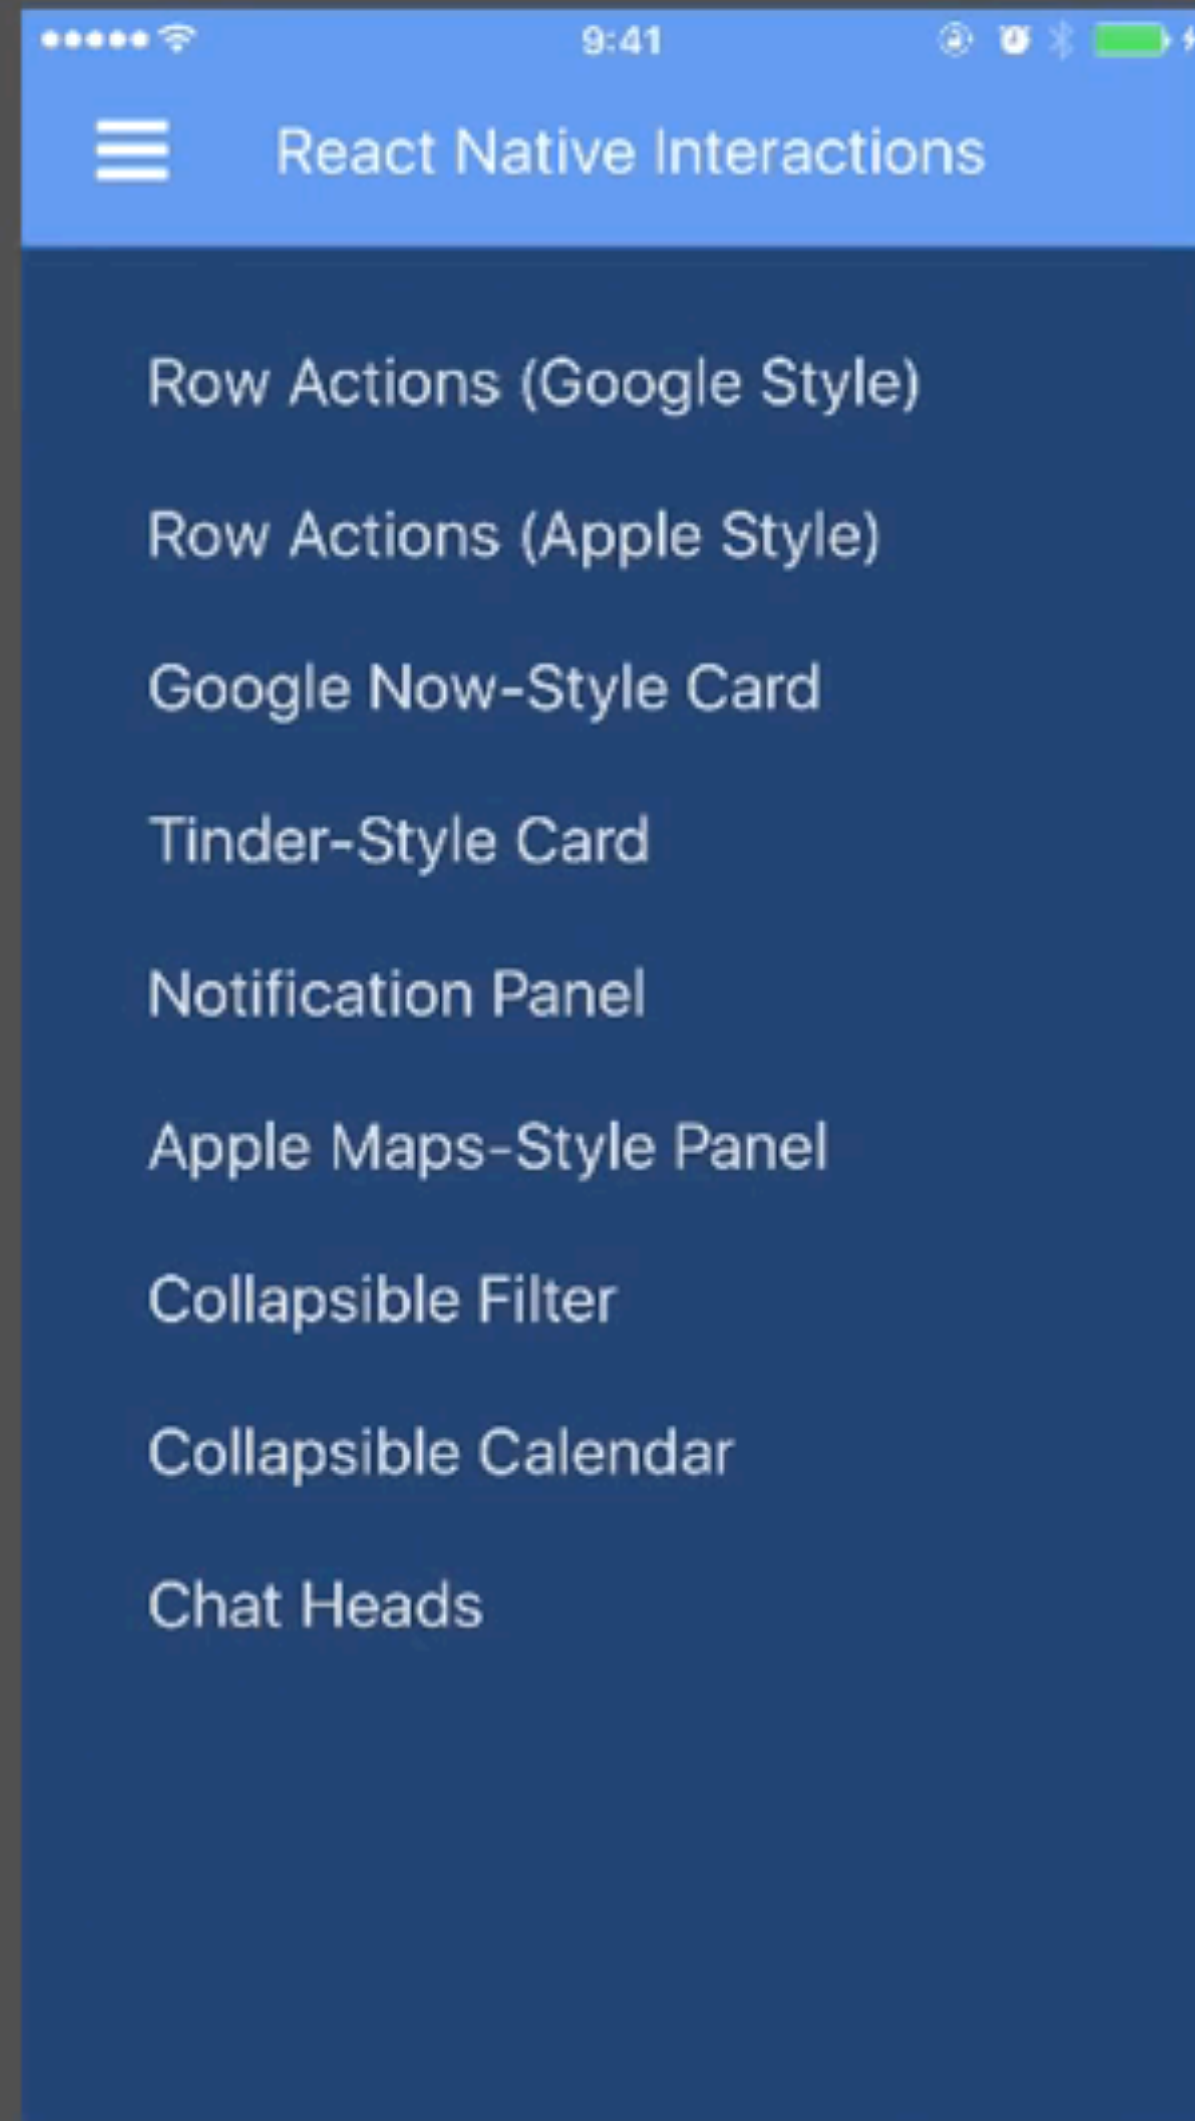 9:41
React Native Interactions
Row Actions (Google Style)
Row Actions (Apple Style)
Google Now-Style Card
Tinder-Style Card
Notification Panel
Apple Maps-Style Panel
Collapsible Filter
Collapsible Calendar
Chat Heads